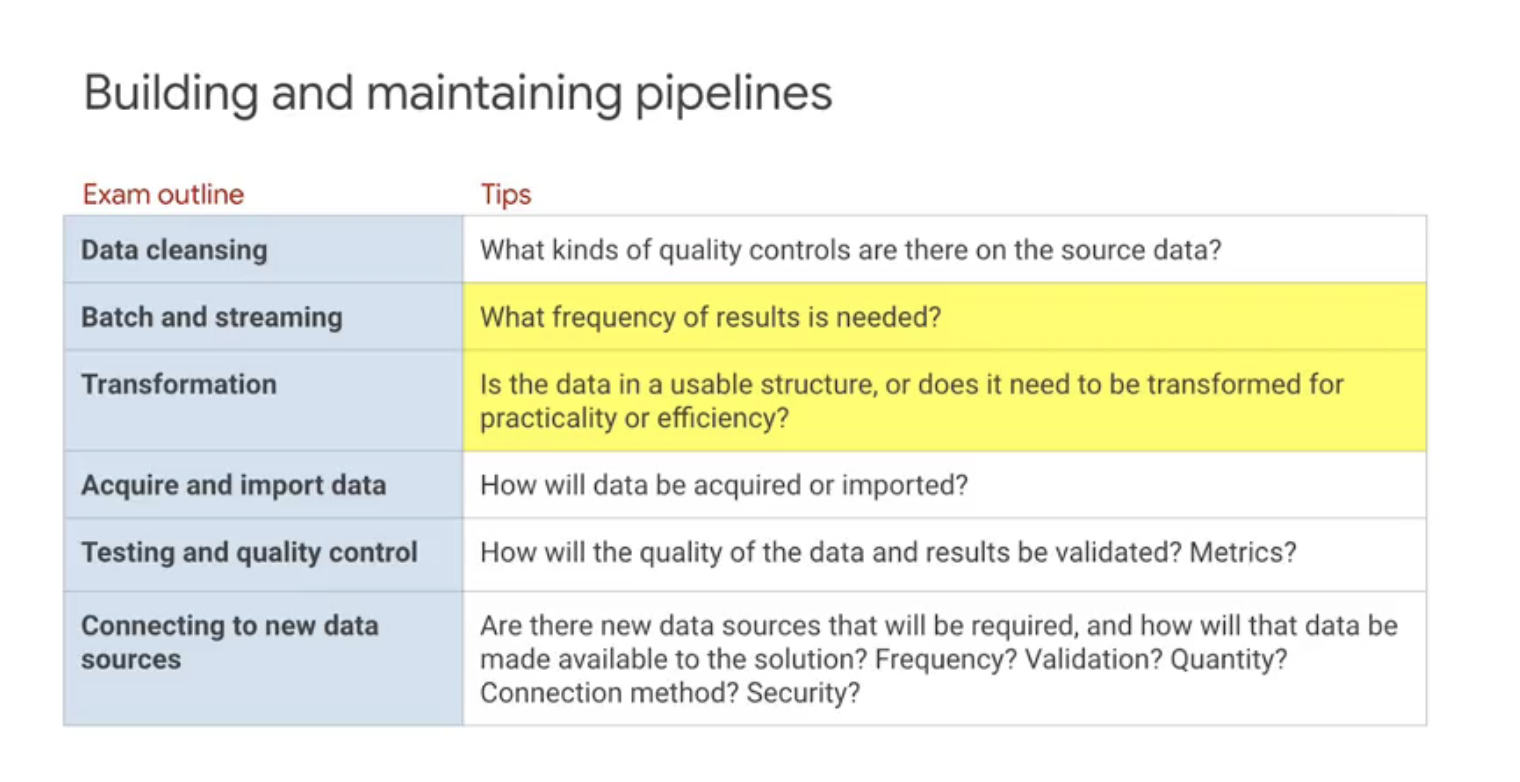 Building and maintaining pipelines
Exam outline
Tips
Data cleansing
What kinds of quality controls are there on the source data?
Batch and streaming
What frequency of results is needed?
Transformation
Is the data in a usable structure, or does it need to be transformed for
practicality or efficiency?
Acquire and import data
How will data be acquired or imported?
Testing and quality control
How will the quality of the data and results be validated? Metrics?
Connecting to new data
sources
Are there new data sources that will be required, and how will that data be
made available to the solution? Frequency? Validation? Quantity?
Connection method? Security?